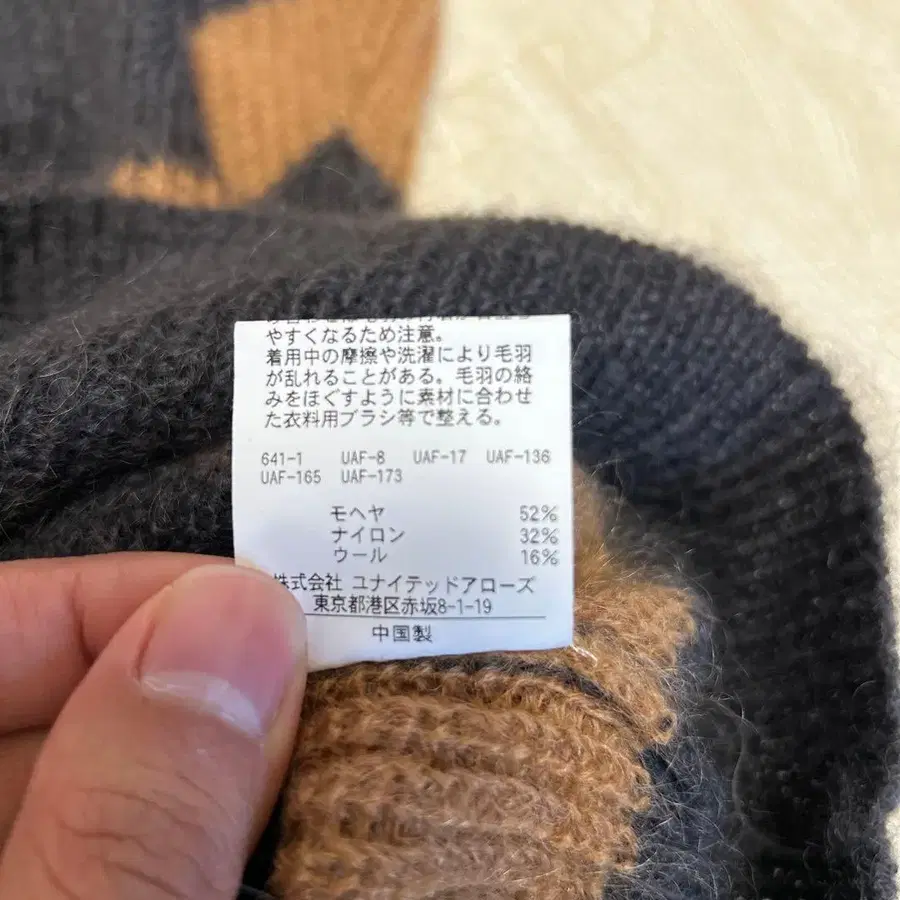 やすくなるため注意。
着用中の摩擦や洗濯により毛羽
が乱れることがある。毛羽の絡
みをほぐすように素材に合わせ
た衣料用ブラシ等で整える。
641-1 UAF-8 UAF-17 UAF-136
UAF-165 UAF-173
モヘヤ 52%
ナイロン 32%
ウール 16%
株式会社 ユナイテッドアローズ
東京都港区赤坂8-1-19
中国製